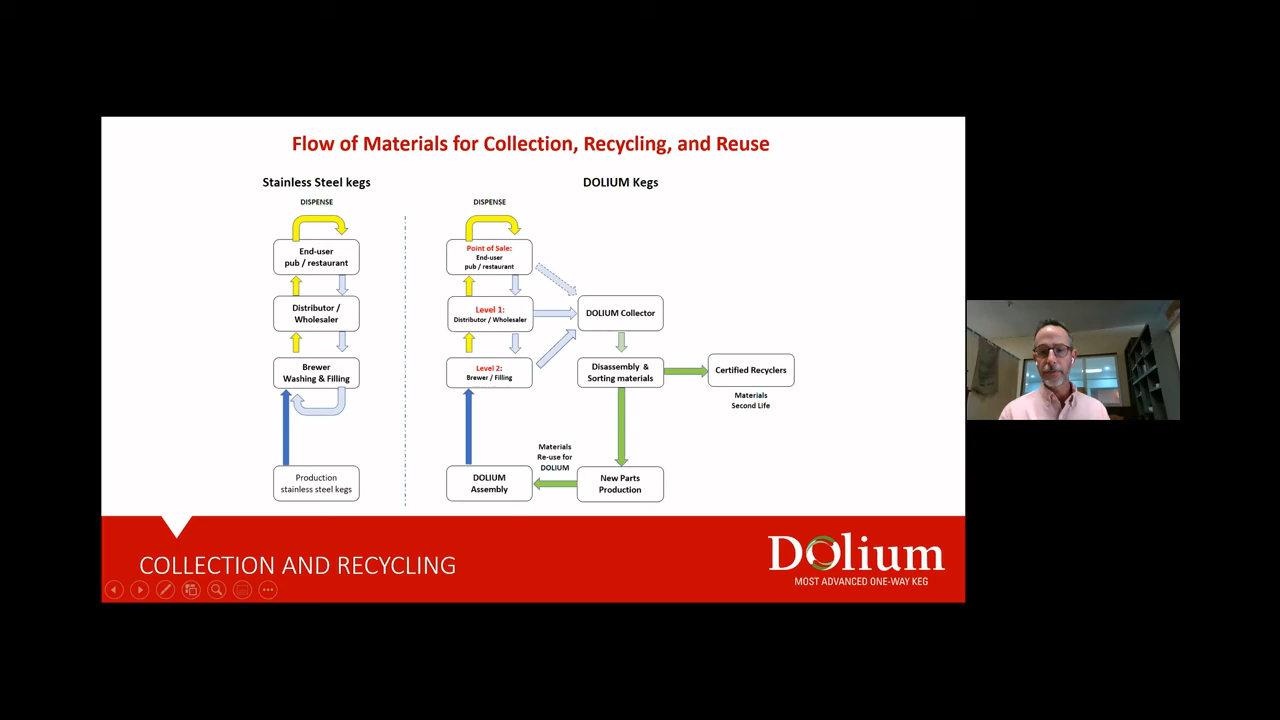 Flow of Materials for Collection, Recycling, and Reuse
Stainless Steel kegs
DISPENSE
End-user
pub / restaurant
Distributor /
Wholesaler
Brewer
Washing & Filling
Production
stainless steel kegs
DOLIUM Kegs
DISPENSE
Point of Sale:
End-user
pub / restaurant
Level 1:
Distributor / Wholesaler
Level 2:
Brewer / Filling
DOLIUM
Assembly
DOLIUM Collector
Disassembly &
Sorting materials
Certified Recyclers
Materials
Second Life
Materials
Re-use for
DOLIUM
New Parts
Production
COLLECTION AND RECYCLING
Dolium
MOST ADVANCED ONE-WAY KEG